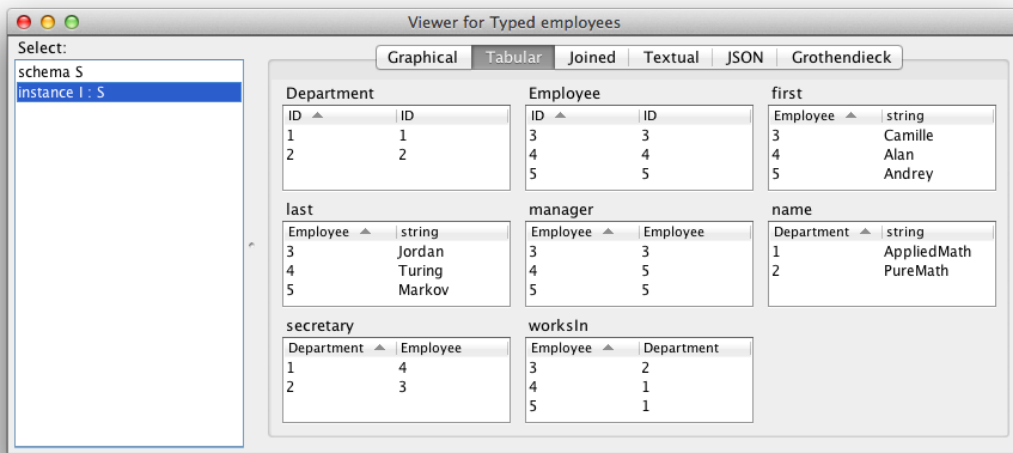 Viewer for Typed employees
Select:
schema S
instance I : S
Graphical Tabular Joined Textual JSON Grothendieck
Department
ID ID
1 1
2 2
Employee
ID ID
3 3
4 4
5 5
first
Employee string
3 Camille
4 Alan
5 Andrey
last
Employee string
3 Jordan
4 Turing
5 Markov
manager
Employee Employee
3 3
4 5
5 5
name
Department string
1 AppliedMath
2 PureMath
secretary
Department Employee
1 4
2 3
worksIn
Employee Department
3 2
4 1
5 1